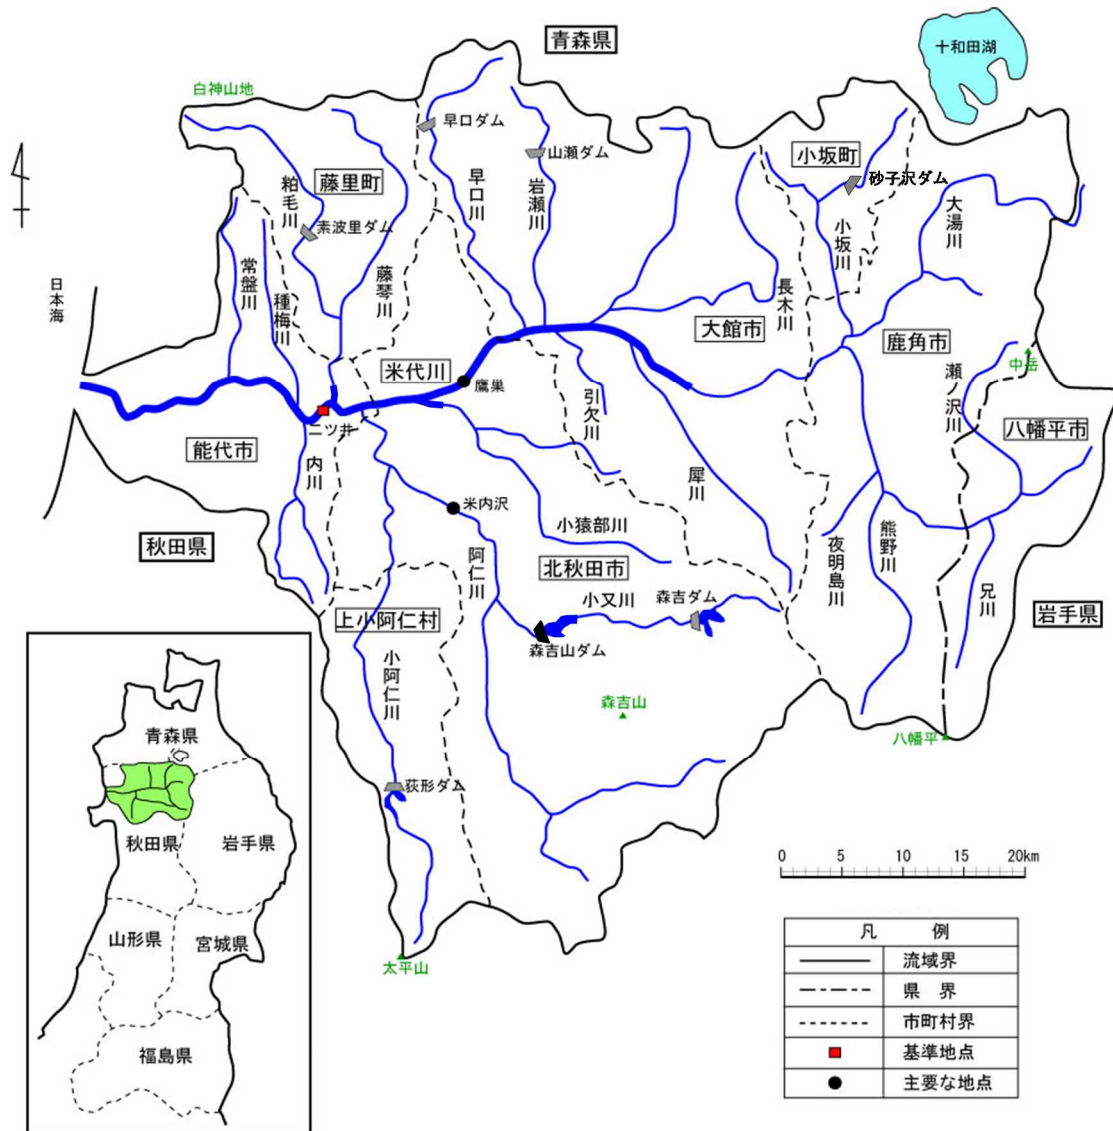 青森県
十和田湖
白神山地
早口ダム
山瀬ダム
小坂町
砂子沢ダム
藤里町
粕毛川
素波里ダム
早口川
岩瀬川
小坂川
大湯川
日本海
常盤川
種梅川
藤琴川
長木川
大館市
鹿角市
米代川
鷹巣
瀬ノ沢川
中岳
二ツ井
引欠川
八幡平市
能代市
内川
犀川
米内沢
小猿部川
秋田県
阿仁川
北秋田市
夜明島川
熊野川
兄川
小又川
森吉ダム
岩手県
上小阿仁村
森吉山ダム
小阿仁川
森吉山
八幡平
荻形ダム
太平山
青森県
秋田県
岩手県
山形県
宮城県
福島県
0 5 10 15 20km
凡 例
流域界
県 界
市町村界
基準地点
主要な地点